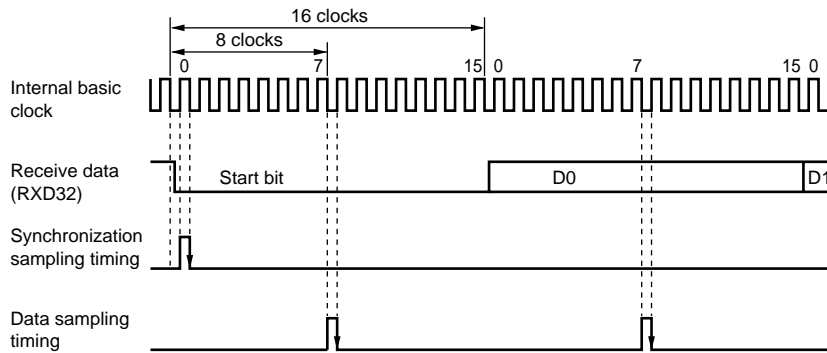 16 clocks
8 clocks
0 7 15 0 7 15 0
Internal basic
clock
Receive data
(RXD32)
Start bit D0 D1
Synchronization
sampling timing
Data sampling
timing